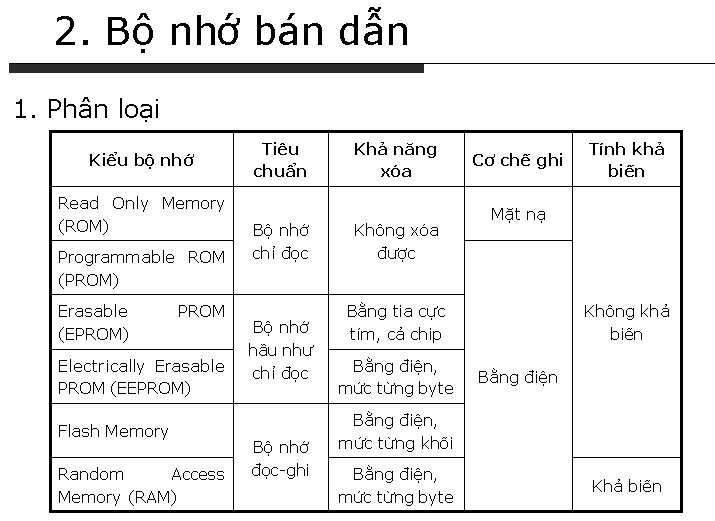 2. Bộ nhớ bán dẫn
1. Phân loại
Kiểu bộ nhớ
Tiêu
chuẩn
Khả năng
xóa
Cơ chế ghi
Tính khả
biến
Read Only Memory
(ROM)
Bộ nhớ
chỉ đọc
Không xóa
được
Mặt nạ
Không khả
biến
Programmable ROM
(PROM)
Bằng điện
Erasable PROM
(EPROM)
Bộ nhớ
hầu như
chỉ đọc
Bằng tia cực
tím, cả chip
Electrically Erasable
PROM (EEPROM)
Bằng điện,
mức từng byte
Flash Memory
Bộ nhớ
đọc-ghi
Bằng điện,
mức từng khối
Random Access
Memory (RAM)
Bằng điện,
mức từng byte
Khả biến